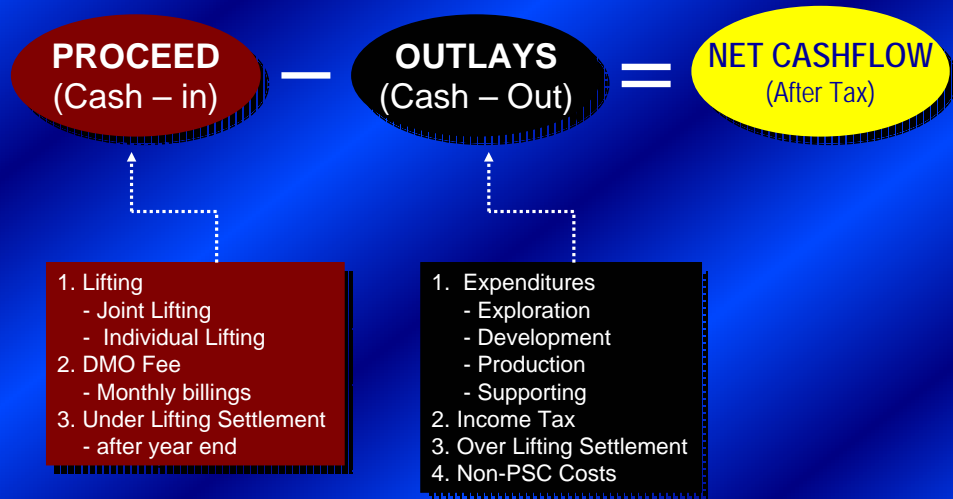 PROCEED
(Cash – in)
—
OUTLAYS
(Cash – Out)
=
NET CASHFLOW
(After Tax)
1. Lifting
- Joint Lifting
- Individual Lifting
2. DMO Fee
- Monthly billings
3. Under Lifting Settlement
- after year end
1. Expenditures
- Exploration
- Development
- Production
- Supporting
2. Income Tax
3. Over Lifting Settlement
4. Non-PSC Costs